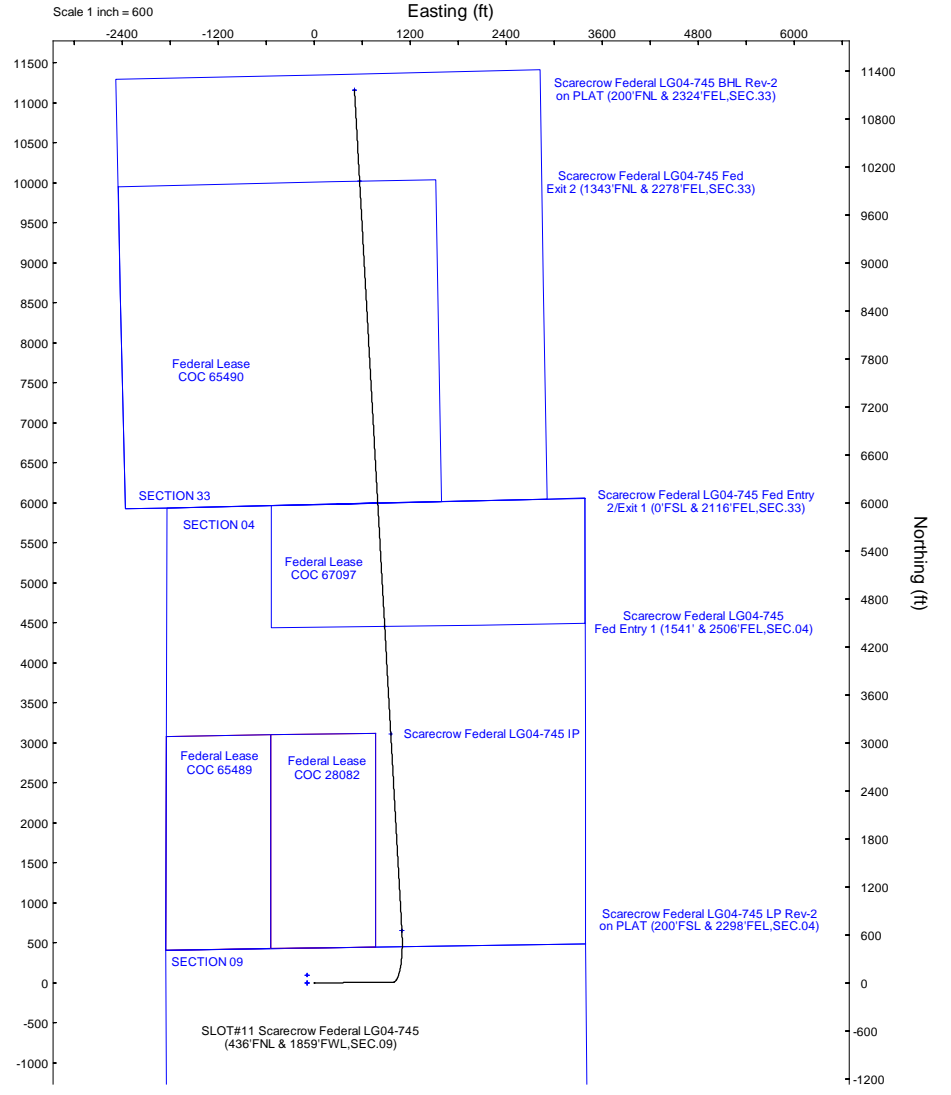 Scale 1 inch = 600
Easting (ft)
-2400
-1200
0
1200
2400
3600
4800
6000
11500
11000
10500
10000
9500
9000
8500
8000
7500
7000
6500
6000
5500
5000
4500
4000
3500
3000
2500
2000
1500
1000
500
0
-500
-1000
11400
10800
10200
9600
9000
8400
7800
7200
6600
6000
5400
4800
4200
3600
3000
2400
1800
1200
600
0
-600
-1200
Northing (ft)
Scarecrow Federal LG04-745 BHL Rev-2
on PLAT (200'FNL & 2324'FEL,SEC.33)
Scarecrow Federal LG04-745 Fed
Exit 2 (1343'FNL & 2278'FEL,SEC.33)
Federal Lease
COC 65490
SECTION 33
Scarecrow Federal LG04-745 Fed Entry
2/Exit 1 (0'FSL & 2116'FEL,SEC.33)
SECTION 04
Federal Lease
COC 67097
Scarecrow Federal LG04-745
Fed Entry 1 (1541' & 2506'FEL,SEC.04)
Scarecrow Federal LG04-745 IP
Federal Lease
COC 65489
Federal Lease
COC 28082
Scarecrow Federal LG04-745 LP Rev-2
on PLAT (200'FSL & 2298'FEL,SEC.04)
SECTION 09
SLOT#11 Scarecrow Federal LG04-745
(436'FNL & 1859'FWL,SEC.09)